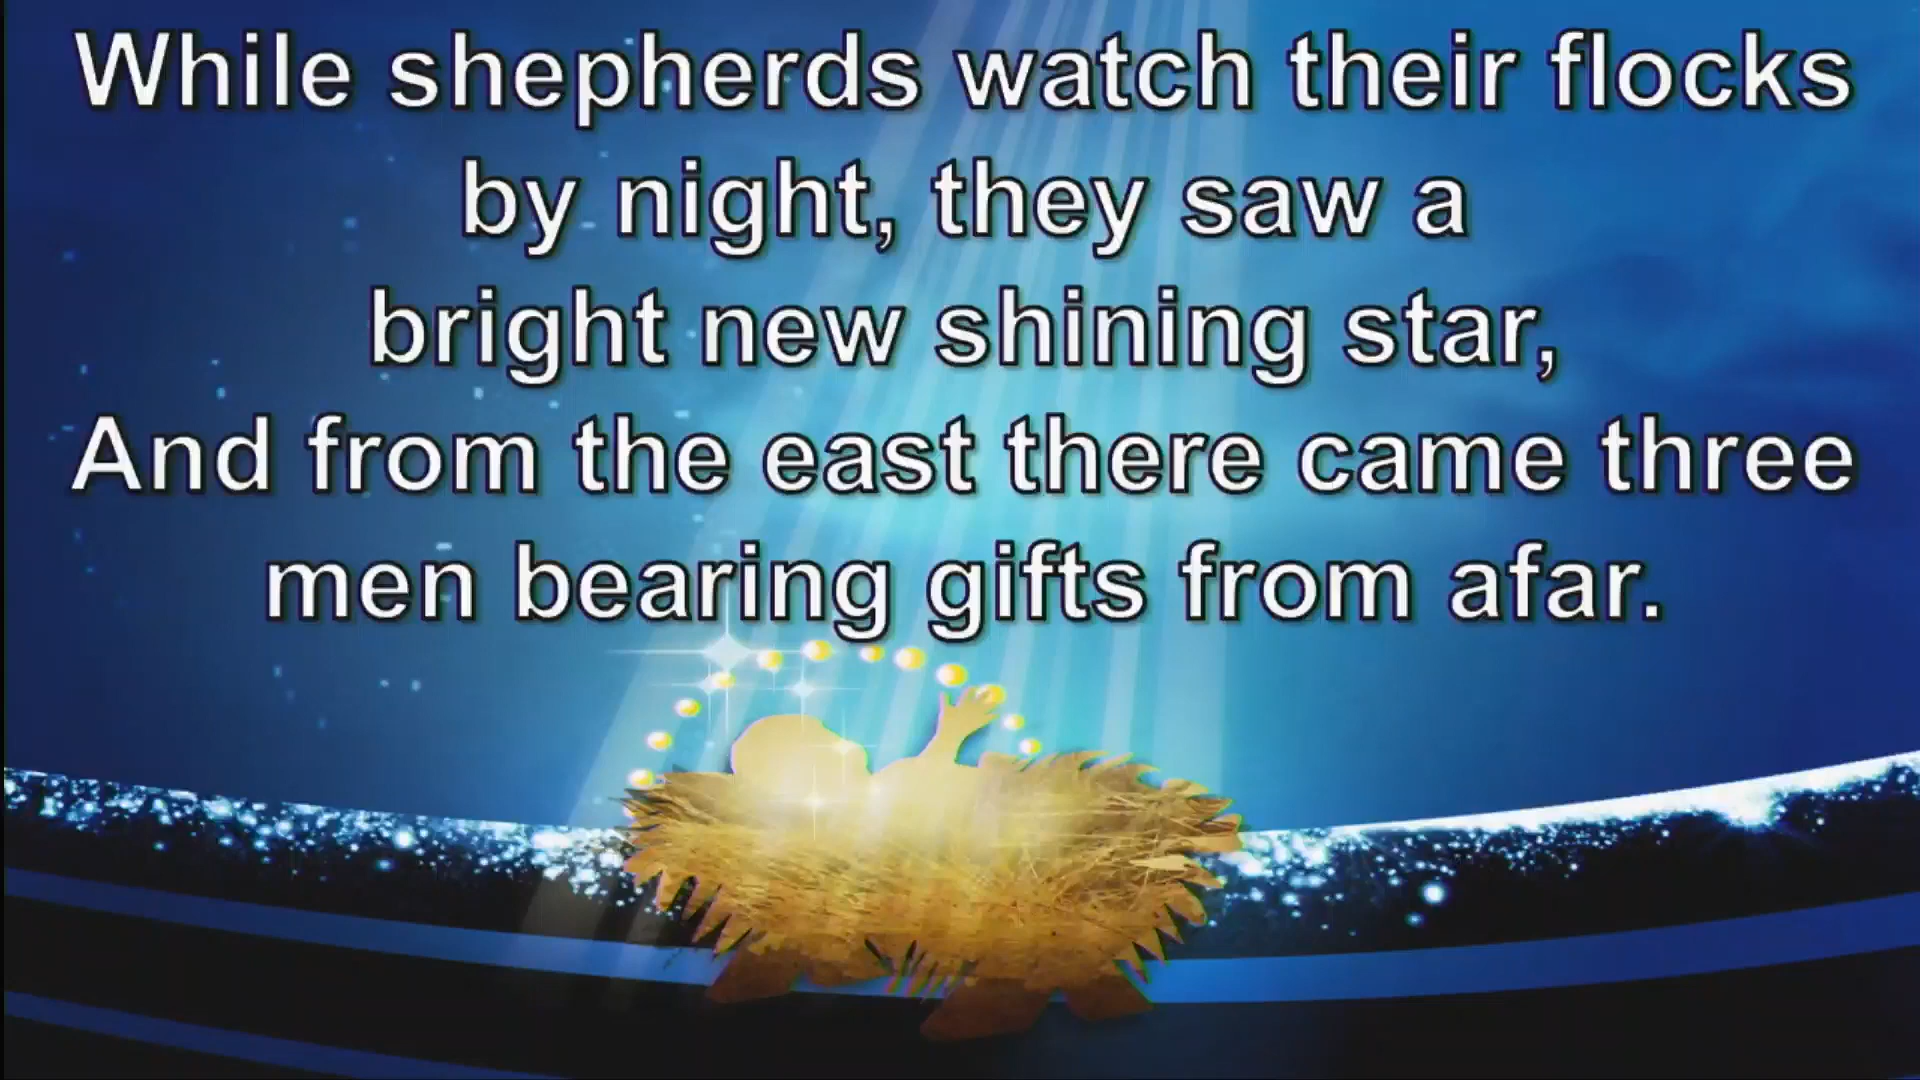 While shepherds watch their flocks
by night, they saw a
bright new shining star,
And from the east there came three
men bearing gifts from afar.